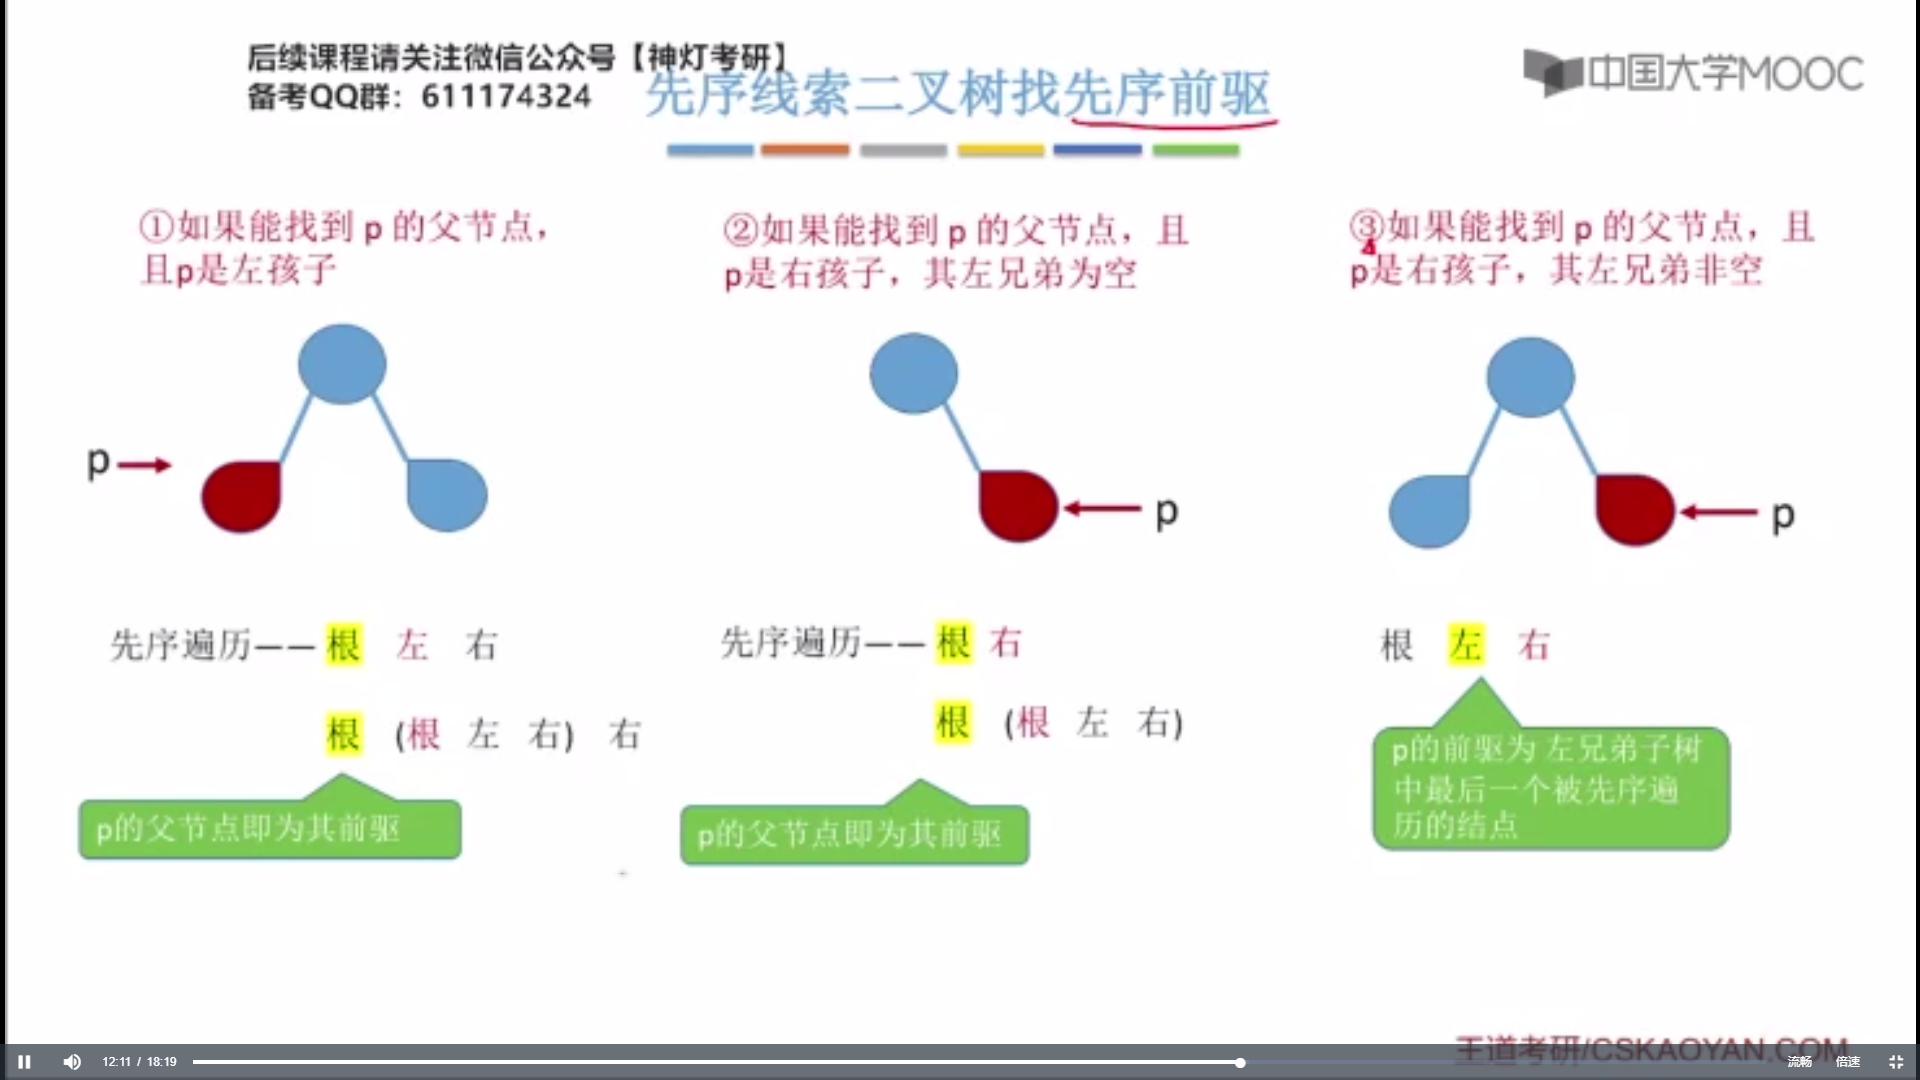 后续课程请关注微信公众号【神灯考研】
备考QQ群：611174324
中国大学MOOC
先序线索二叉树找先序前驱
①如果能找到 p 的父节点，
且p是左孩子
②如果能找到 p 的父节点，且
p是右孩子，其左兄弟为空
③如果能找到 p 的父节点，且
p是右孩子，其左兄弟非空
p
p
p
先序遍历—— 根 左 右
根 (根 左 右) 右
p的父节点即为其前驱
先序遍历—— 根 右
根 (根 左 右)
p的父节点即为其前驱
根 左 右
p的前驱为 左兄弟子树
中最后一个被先序遍
历的结点
王道考研/CSKAOYAN.COM
12:11 / 18:19
流畅
倍速